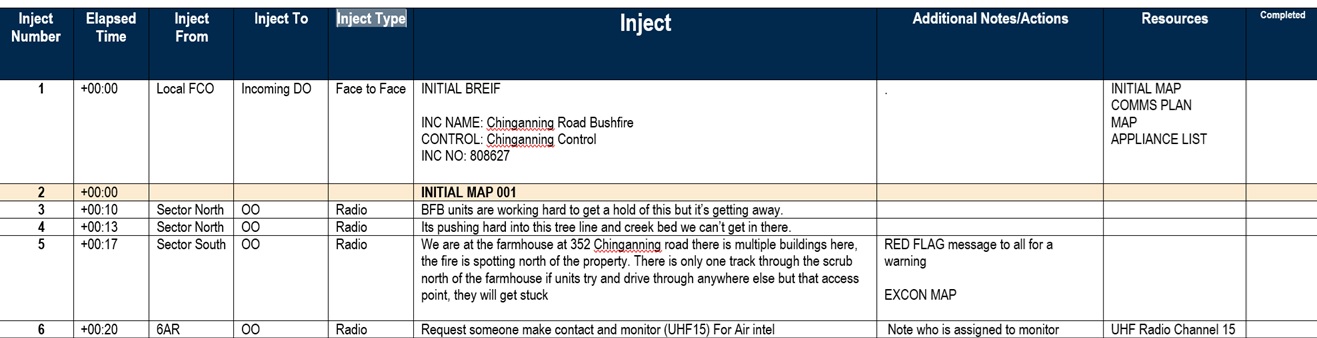 Inject Number Elapsed Time Inject From Inject To Inject Type Inject Additional Notes/Actions Resources Completed
1 +00:00 Local FCO Incoming DO Face to Face INITIAL BREIF . INITIAL MAP
COMMS PLAN
INC NAME: Chinganning Road Bushfire MAP
CONTROL: Chinganning Control APPLIANCE LIST
INC NO: 808627
2 +00:00 INITIAL MAP 001
3 +00:10 Sector North OO Radio BFB units are working hard to get a hold of this but it's getting away.
4 +00:13 Sector North OO Radio Its pushing hard into this tree line and creek bed we can't get in there.
5 +00:17 Sector South OO Radio We are at the farmhouse at 352 Chinganning road there is multiple buildings here, RED FLAG message to all for a
the fire is spotting north of the property. There is only one track through the scrub warning
north of the farmhouse if units try and drive through anywhere else but that access
point, they will get stuck EXCON MAP
6 +00:20 6AR OO Radio Request someone make contact and monitor (UHF15) For Air intel Note who is assigned to monitor UHF Radio Channel 15